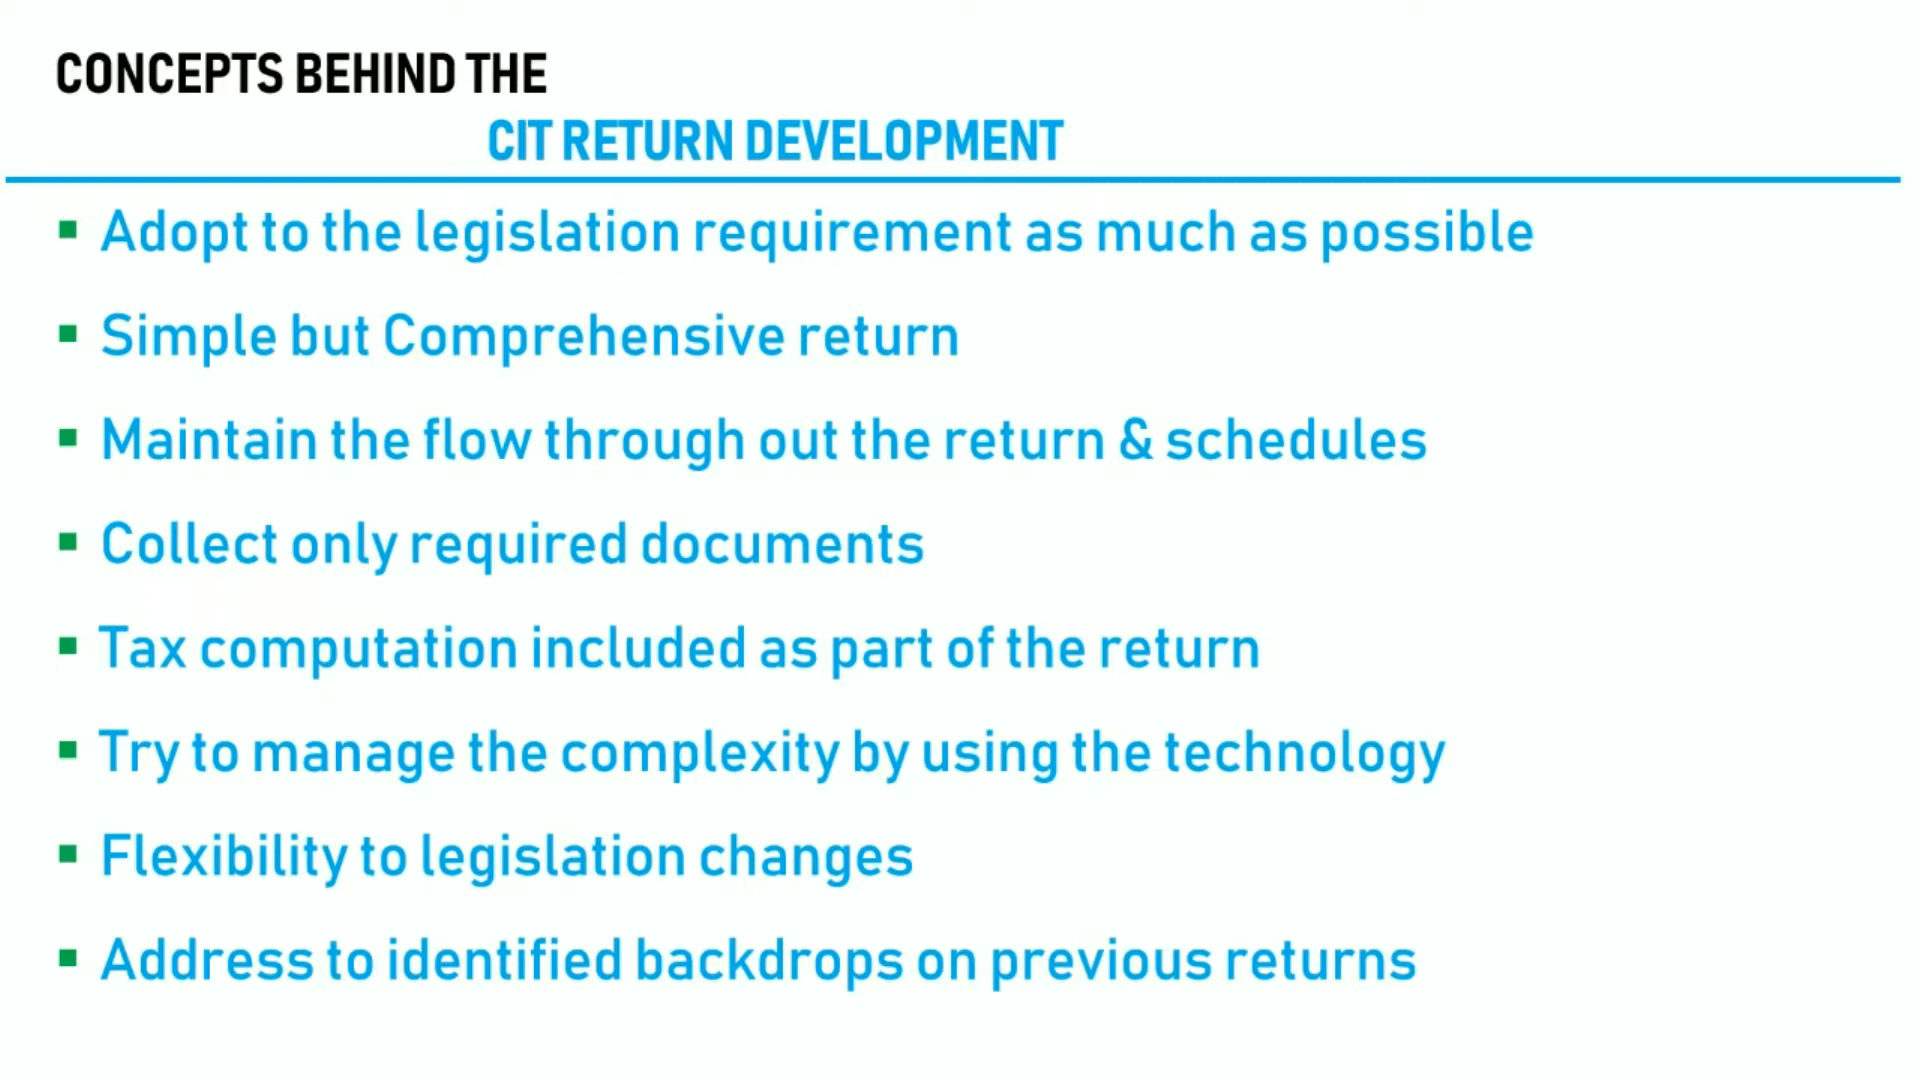 CONCEPTS BEHIND THE
CIT RETURN DEVELOPMENT
▪ Adopt to the legislation requirement as much as possible
▪ Simple but Comprehensive return
▪ Maintain the flow through out the return & schedules
▪ Collect only required documents
▪ Tax computation included as part of the return
▪ Try to manage the complexity by using the technology
▪ Flexibility to legislation changes
▪ Address to identified backdrops on previous returns